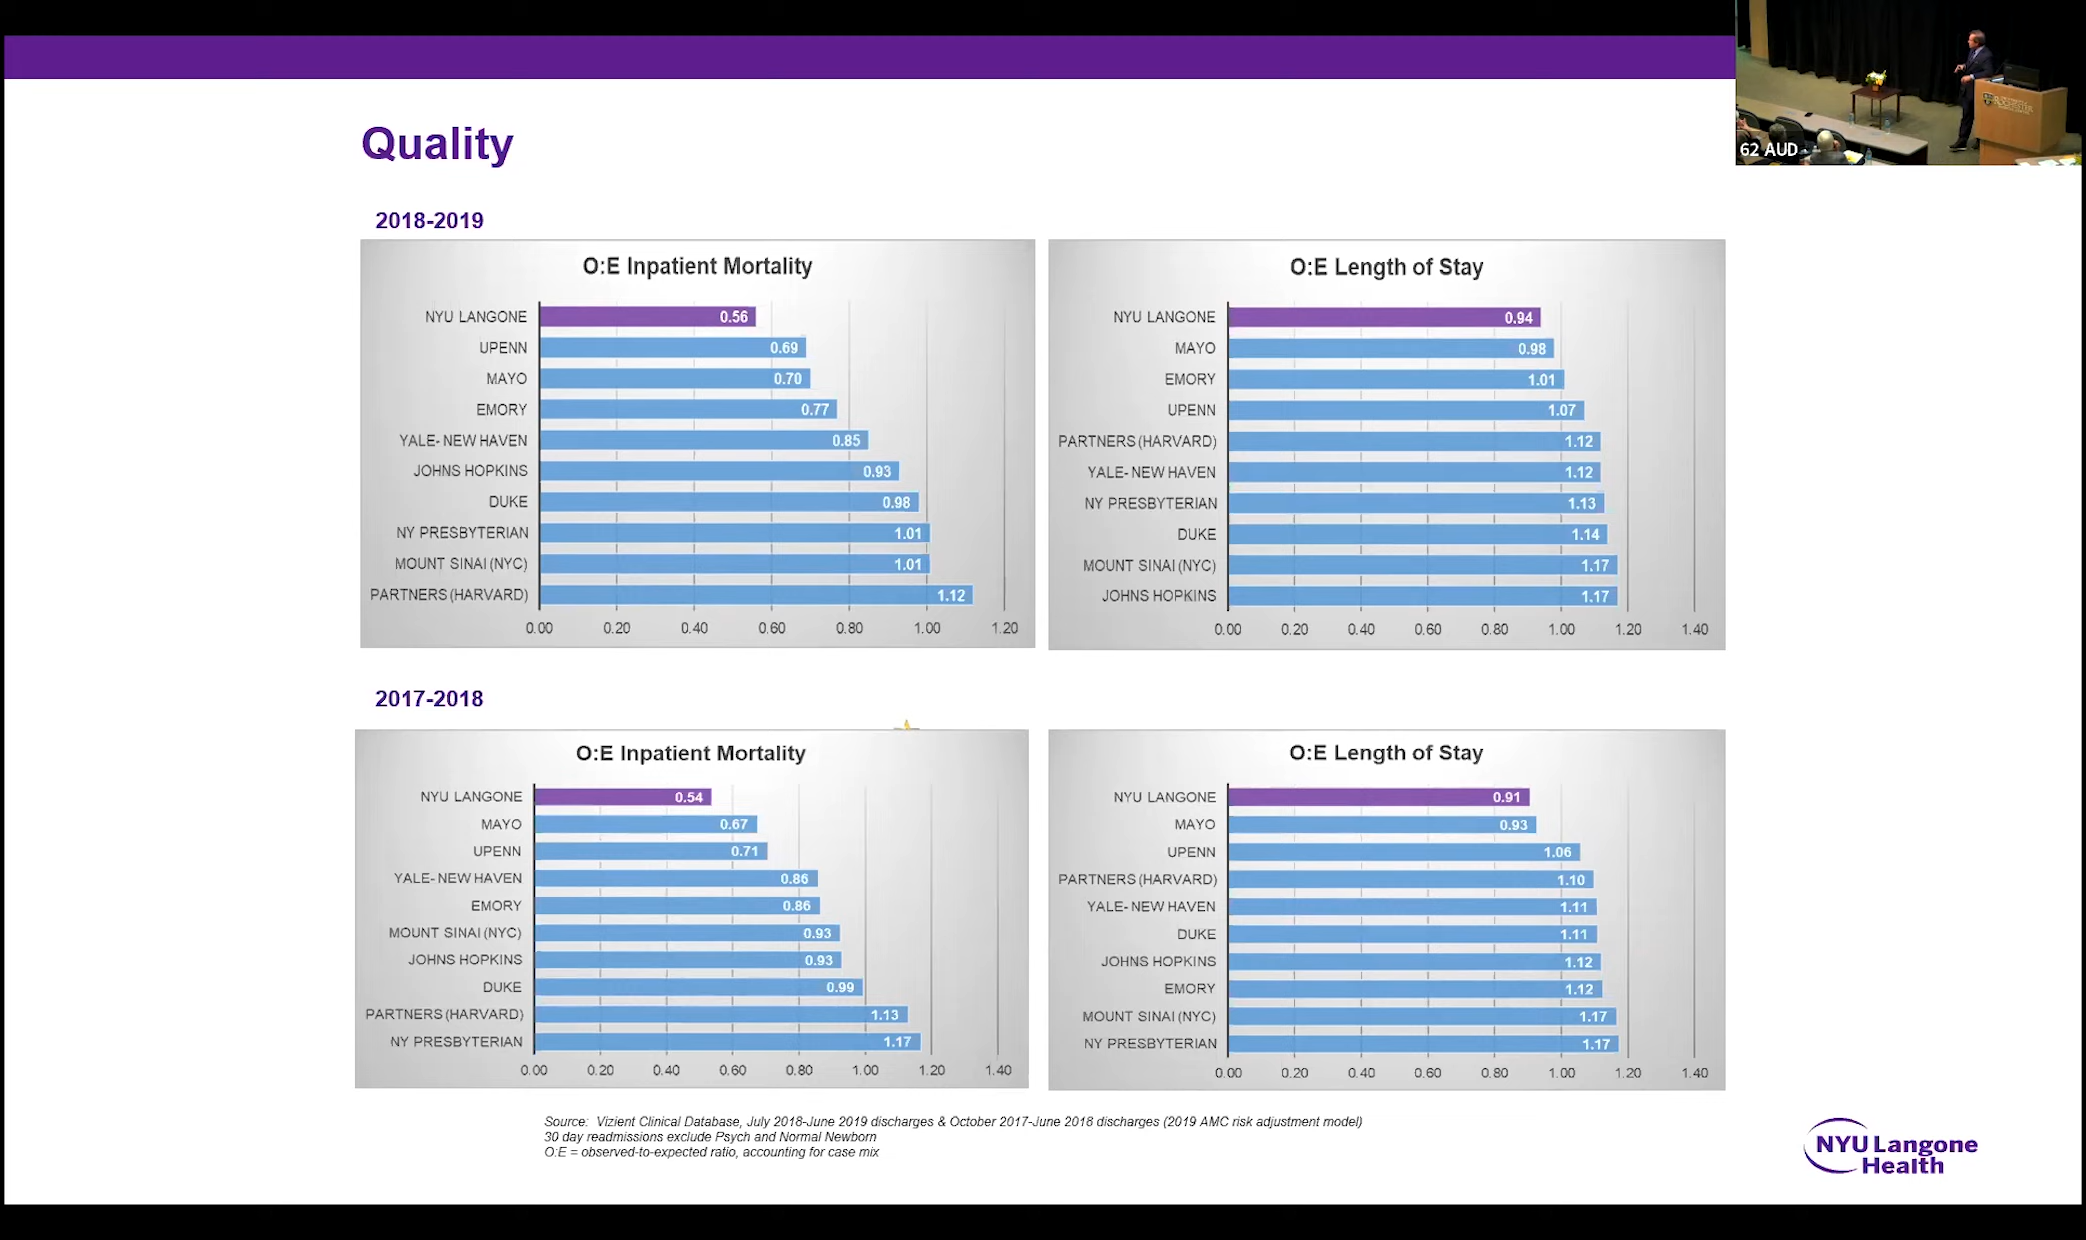 62 AUD
Quality
2018-2019
O:E Inpatient Mortality
NYU LANGONE 0.56
UPENN 0.69
MAYO 0.70
EMORY 0.77
YALE- NEW HAVEN 0.85
JOHNS HOPKINS 0.93
DUKE 0.98
NY PRESBYTERIAN 1.01
MOUNT SINAI (NYC) 1.01
PARTNERS (HARVARD) 1.12
0.00 0.20 0.40 0.60 0.80 1.00 1.20
O:E Length of Stay
NYU LANGONE 0.94
MAYO 0.98
EMORY 1.01
UPENN 1.07
PARTNERS (HARVARD) 1.12
YALE- NEW HAVEN 1.12
NY PRESBYTERIAN 1.13
DUKE 1.14
MOUNT SINAI (NYC) 1.17
JOHNS HOPKINS 1.17
0.00 0.20 0.40 0.60 0.80 1.00 1.20 1.40
2017-2018
O:E Inpatient Mortality
NYU LANGONE 0.54
MAYO 0.67
UPENN 0.71
YALE- NEW HAVEN 0.86
EMORY 0.86
MOUNT SINAI (NYC) 0.93
JOHNS HOPKINS 0.93
DUKE 0.99
PARTNERS (HARVARD) 1.13
NY PRESBYTERIAN 1.17
0.00 0.20 0.40 0.60 0.80 1.00 1.20 1.40
O:E Length of Stay
NYU LANGONE 0.91
MAYO 0.93
UPENN 1.06
PARTNERS (HARVARD) 1.10
YALE- NEW HAVEN 1.11
DUKE 1.11
JOHNS HOPKINS 1.12
EMORY 1.12
MOUNT SINAI (NYC) 1.17
NY PRESBYTERIAN 1.17
0.00 0.20 0.40 0.60 0.80 1.00 1.20 1.40
Source: Vizient Clinical Database, July 2018-June 2019 discharges & October 2017-June 2018 discharges (2019 AMC risk adjustment model)
30 day readmissions exclude Psych and Normal Newborn
O:E = observed-to-expected ratio, accounting for case mix
NYU Langone
Health